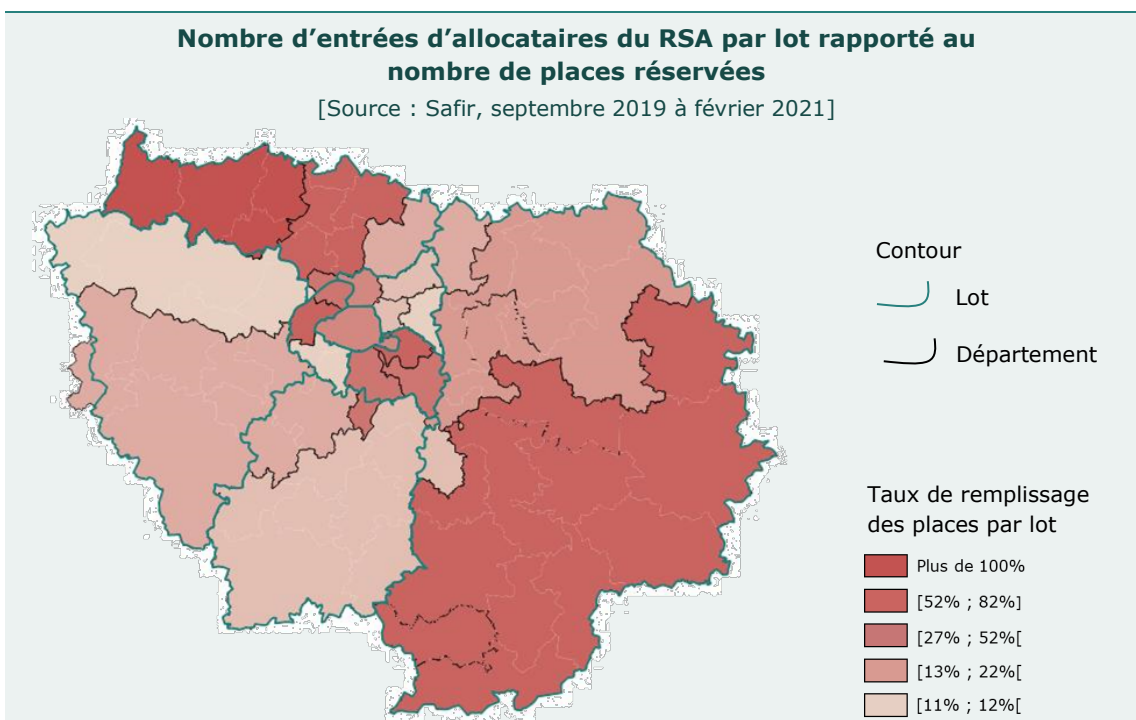 Nombre d’entrées d’allocataires du RSA par lot rapporté au
nombre de places réservées
[Source : Safir, septembre 2019 à février 2021]
Contour
Lot
Département
Taux de remplissage
des places par lot
Plus de 100%
[52% ; 82%]
[27% ; 52%[
[13% ; 22%[
[11% ; 12%[